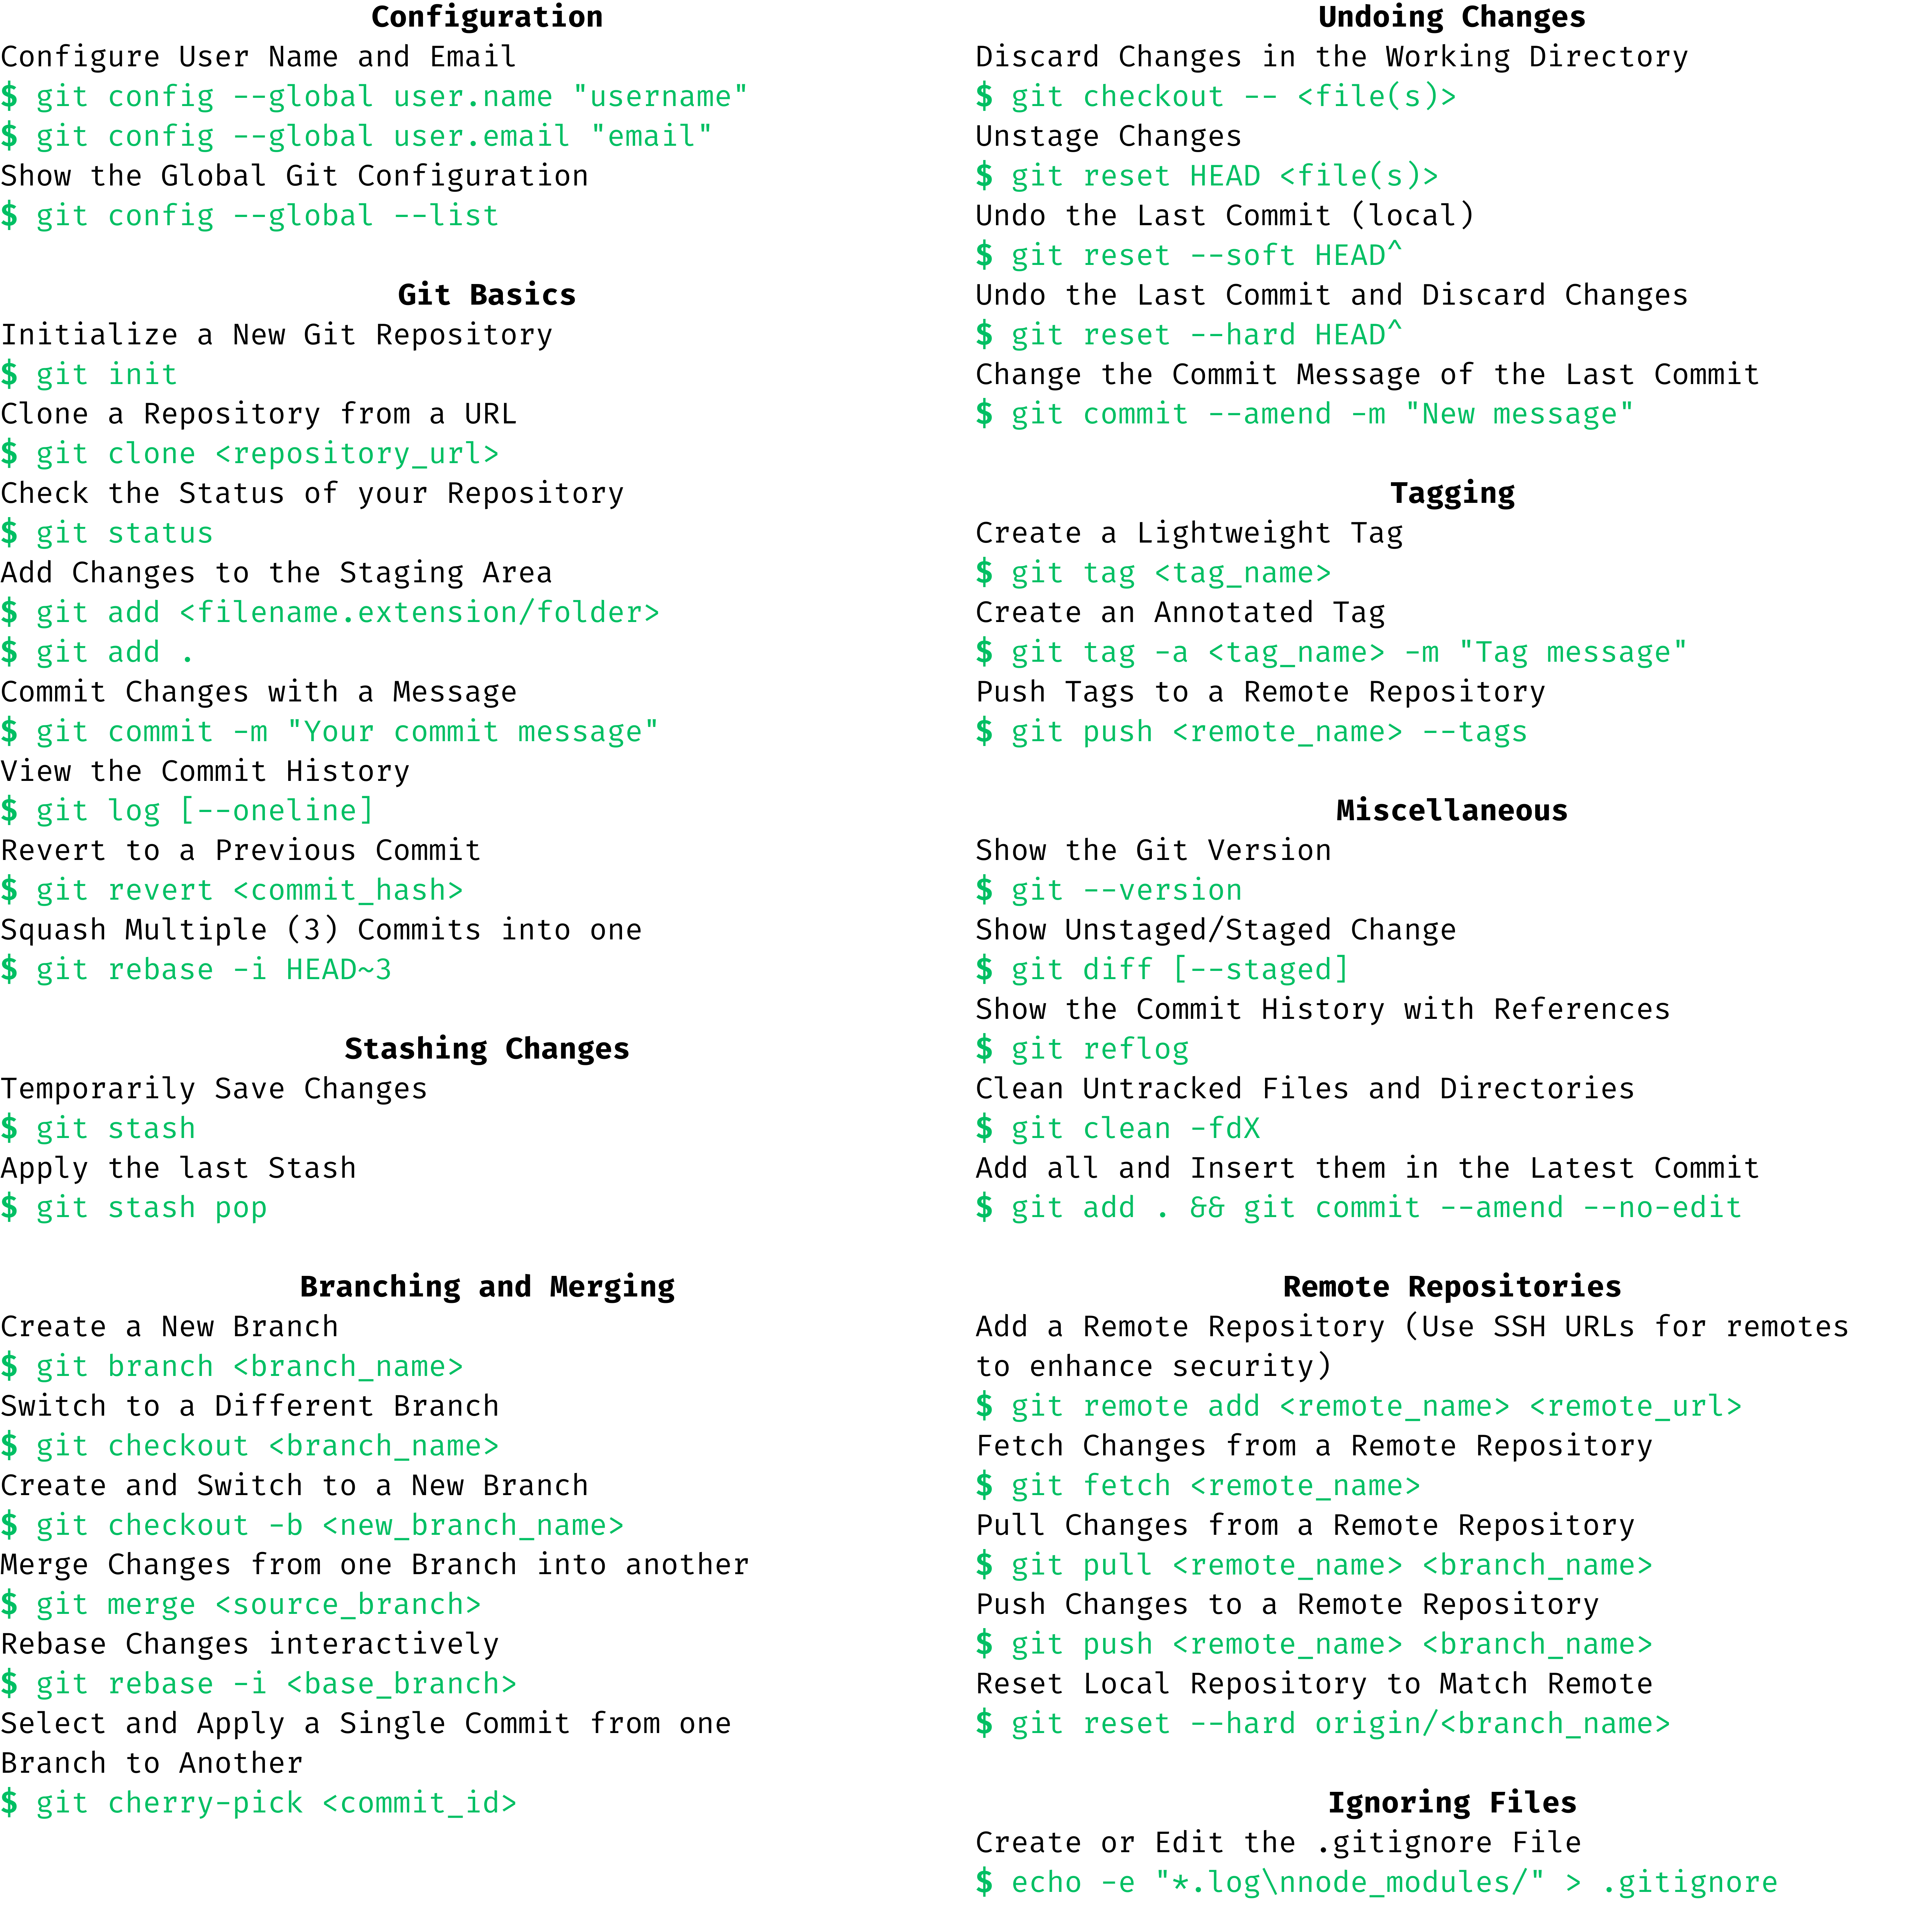 Configuration
Configure User Name and Email
$ git config --global user.name "username"
$ git config --global user.email "email"
Show the Global Git Configuration
$ git config --global --list
Git Basics
Initialize a New Git Repository
$ git init
Clone a Repository from a URL
$ git clone <repository_url>
Check the Status of your Repository
$ git status
Add Changes to the Staging Area
$ git add <filename.extension/folder>
$ git add .
Commit Changes with a Message
$ git commit -m "Your commit message"
View the Commit History
$ git log [--oneline]
Revert to a Previous Commit
$ git revert <commit_hash>
Squash Multiple (3) Commits into one
$ git rebase -i HEAD~3
Stashing Changes
Temporarily Save Changes
$ git stash
Apply the last Stash
$ git stash pop
Branching and Merging
Create a New Branch
$ git branch <branch_name>
Switch to a Different Branch
$ git checkout <branch_name>
Create and Switch to a New Branch
$ git checkout -b <new_branch_name>
Merge Changes from one Branch into another
$ git merge <source_branch>
Rebase Changes interactively
$ git rebase -i <base_branch>
Select and Apply a Single Commit from one
Branch to Another
$ git cherry-pick <commit_id>
Undoing Changes
Discard Changes in the Working Directory
$ git checkout -- <file(s)>
Unstage Changes
$ git reset HEAD <file(s)>
Undo the Last Commit (local)
$ git reset --soft HEAD^
Undo the Last Commit and Discard Changes
$ git reset --hard HEAD^
Change the Commit Message of the Last Commit
$ git commit --amend -m "New message"
Tagging
Create a Lightweight Tag
$ git tag <tag_name>
Create an Annotated Tag
$ git tag -a <tag_name> -m "Tag message"
Push Tags to a Remote Repository
$ git push <remote_name> --tags
Miscellaneous
Show the Git Version
$ git --version
Show Unstaged/Staged Change
$ git diff [--staged]
Show the Commit History with References
$ git reflog
Clean Untracked Files and Directories
$ git clean -fdX
Add all and Insert them in the Latest Commit
$ git add . && git commit --amend --no-edit
Remote Repositories
Add a Remote Repository (Use SSH URLs for remotes
to enhance security)
$ git remote add <remote_name> <remote_url>
Fetch Changes from a Remote Repository
$ git fetch <remote_name>
Pull Changes from a Remote Repository
$ git pull <remote_name> <branch_name>
Push Changes to a Remote Repository
$ git push <remote_name> <branch_name>
Reset Local Repository to Match Remote
$ git reset --hard origin/<branch_name>
Ignoring Files
Create or Edit the .gitignore File
$ echo -e "*.log\nnode_modules/" > .gitignore